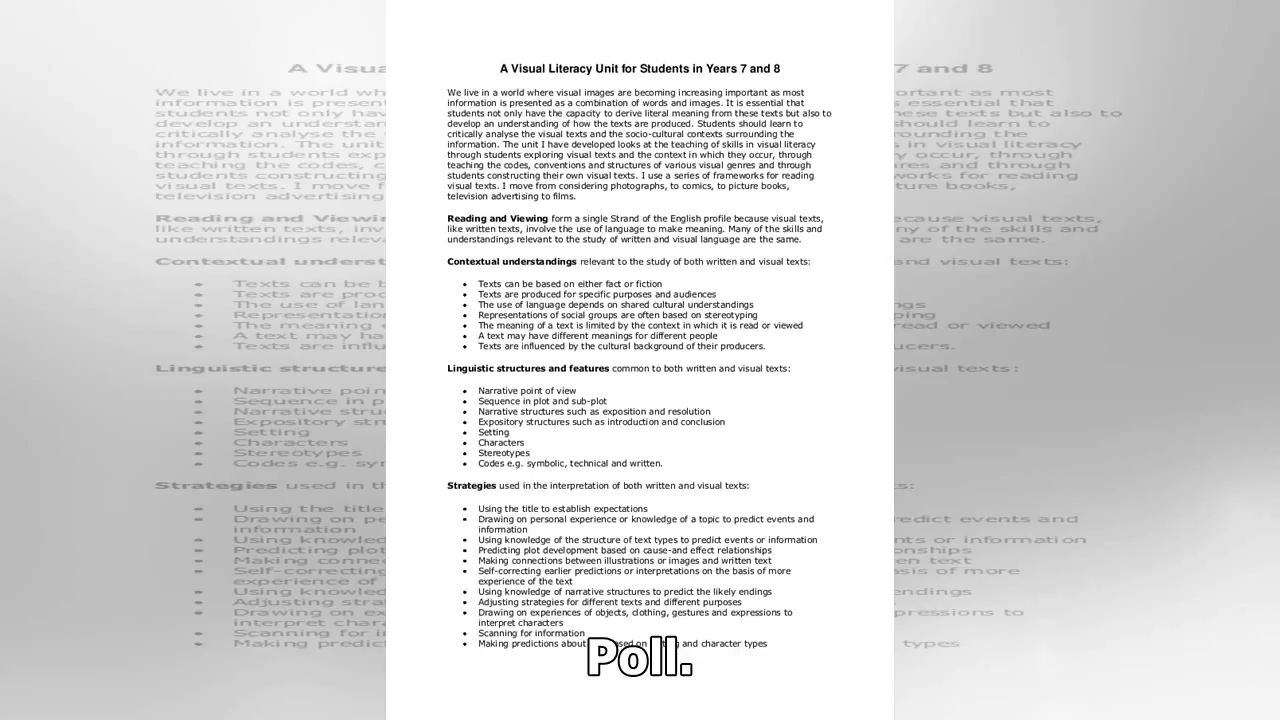 A Visual Literacy Unit for Students in Years 7 and 8
We live in a world where visual images are becoming increasing important as most
information is presented as a combination of words and images. It is essential that
students not only have the capacity to derive literal meaning from these texts but also to
develop an understanding of how the texts are produced. Students should learn to
critically analyse the visual texts and the socio-cultural contexts surrounding the
information. The unit I have developed looks at the teaching of skills in visual literacy
through students exploring visual texts and the context in which they occur, through
teaching the codes, conventions and structures of various visual genres and through
students constructing their own visual texts. I use a series of frameworks for reading
visual texts. I move from considering photographs, to comics, to picture books,
television advertising to films.
Reading and Viewing form a single Strand of the English profile because visual texts,
like written texts, involve the use of language to make meaning. Many of the skills and
understandings relevant to the study of written and visual language are the same.
Contextual understandings relevant to the study of both written and visual texts:
• Texts can be based on either fact or fiction
• Texts are produced for specific purposes and audiences
• The use of language depends on shared cultural understandings
• Representations of social groups are often based on stereotyping
• The meaning of a text is limited by the context in which it is read or viewed
• A text may have different meanings for different people
• Texts are influenced by the cultural background of their producers.
Linguistic structures and features common to both written and visual texts:
• Narrative point of view
• Sequence in plot and sub-plot
• Narrative structures such as exposition and resolution
• Expository structures such as introduction and conclusion
• Setting
• Characters
• Stereotypes
• Codes e.g. symbolic, technical and written.
Strategies used in the interpretation of both written and visual texts:
• Using the title to establish expectations
• Drawing on personal experience or knowledge of a topic to predict events and
information
• Using knowledge of the structure of text types to predict events or information
• Predicting plot development based on cause-and effect relationships
• Making connections between illustrations or images and written text
• Self-correcting earlier predictions or interpretations on the basis of more
experience of the text
• Using knowledge of narrative structures to predict the likely endings
• Adjusting strategies for different texts and different purposes
• Drawing on experiences of objects, clothing, gestures and expressions to
interpret characters
• Scanning for information
• Making predictions about based on and character types
Poll.